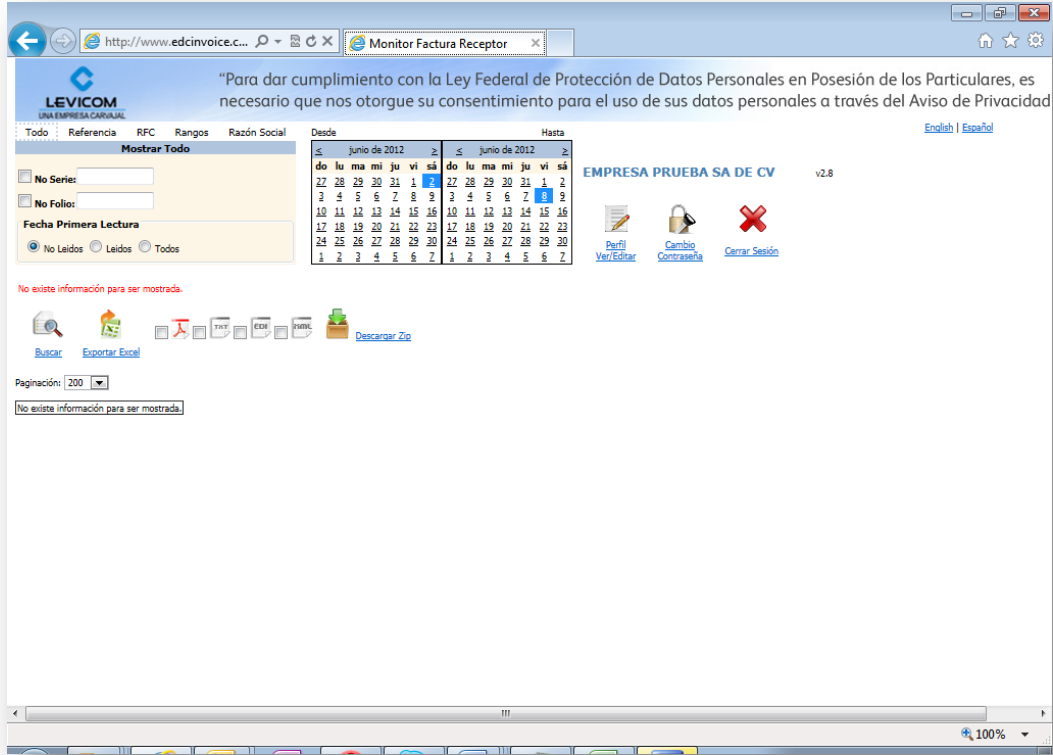 http://www.edcinvoice.c...
Monitor Factura Receptor
LEVICOM
UNA EMPRESA CARVAJAL
"Para dar cumplimiento con la Ley Federal de Protección de Datos Personales en Posesión de los Particulares, es
necesario que nos otorgue su consentimiento para el uso de sus datos personales a través del Aviso de Privacidad
English | Español
Todo Referencia RFC Rangos Razón Social
Mostrar Todo
No Serie:
No Folio:
Fecha Primera Lectura
No Leidos Leidos Todos
Desde Hasta
< junio de 2012 > < junio de 2012 >
do lu ma mi ju vi sá do lu ma mi ju vi sá
27 28 29 30 31 1 2 27 28 29 30 31 1 2
3 4 5 6 7 8 9 3 4 5 6 7 8 9
10 11 12 13 14 15 16 10 11 12 13 14 15 16
17 18 19 20 21 22 23 17 18 19 20 21 22 23
24 25 26 27 28 29 30 24 25 26 27 28 29 30
1 2 3 4 5 6 7 1 2 3 4 5 6 7
EMPRESA PRUEBA SA DE CV v2.8
Perfil
Ver/Editar
Cambio
Contraseña
Cerrar Sesión
No existe información para ser mostrada.
Buscar
Exportar Excel
TXT
EDI
XML
Descargar Zip
Paginación: 200
No existe información para ser mostrada.
100%